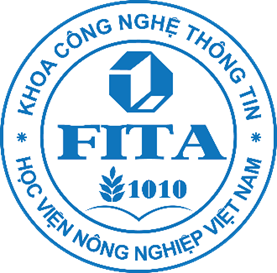 KHOA CÔNG NGHỆ THÔNG TIN
FITA
1010
HỌC VIỆN NÔNG NGHIỆP VIỆT NAM